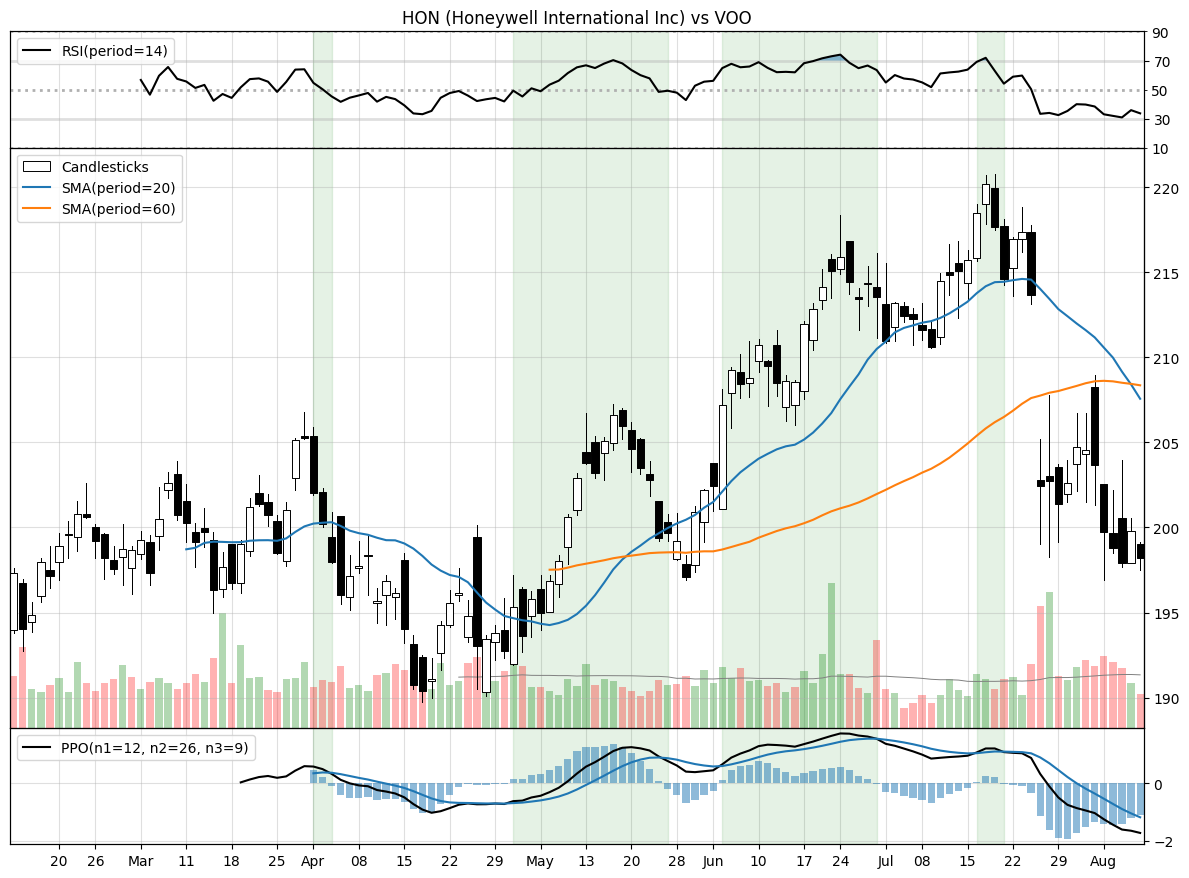 HON (Honeywell International Inc) vs VOO
RSI(period=14)
90
70
50
30
10
Candlesticks
SMA(period=20)
SMA(period=60)
220
215
210
205
200
195
190
PPO(n1=12, n2=26, n3=9)
0
−2
20 26 Mar 11 18 25 Apr 08 15 22 29 May 13 20 28 Jun 10 17 24 Jul 08 15 22 29 Aug